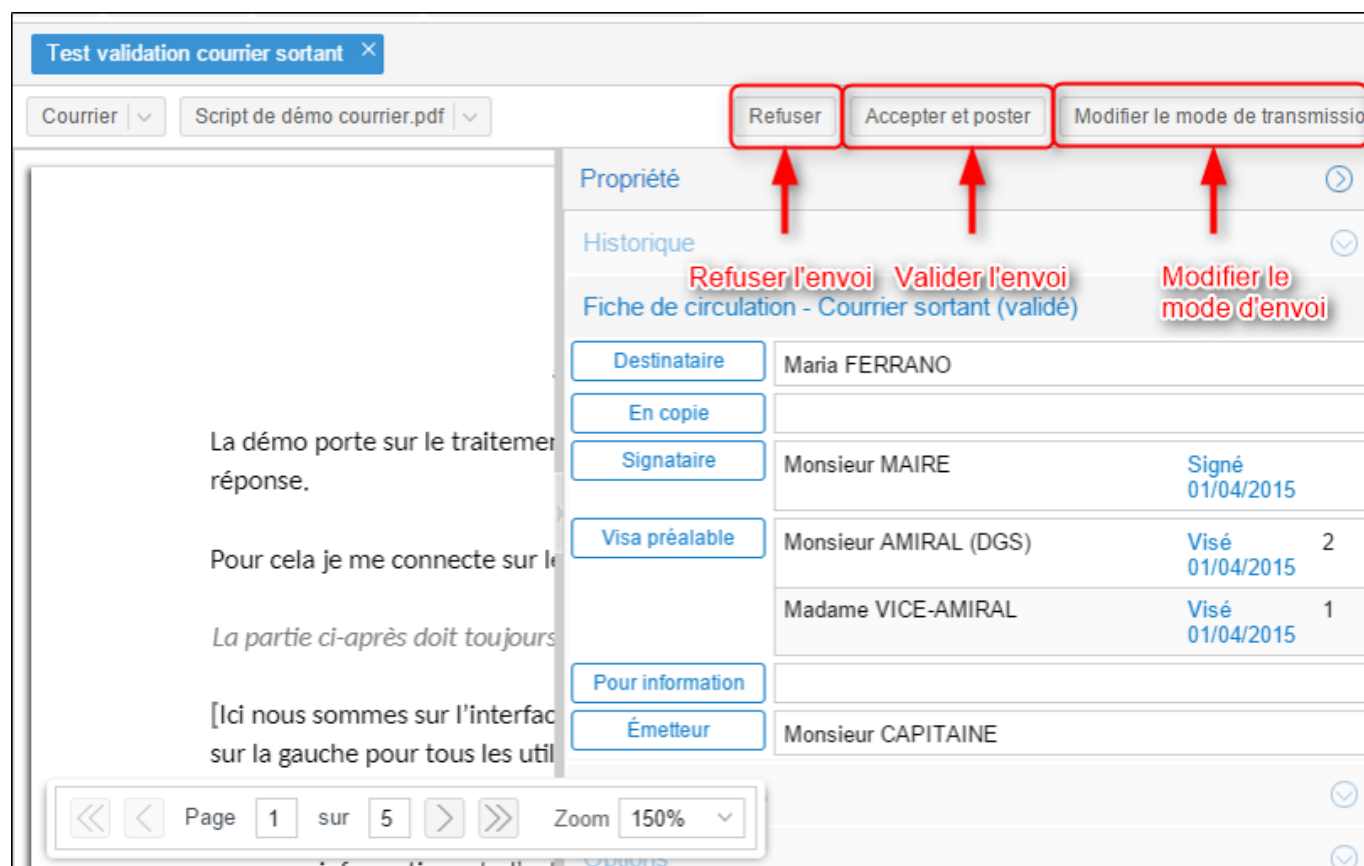 Test validation courrier sortant ×
Courrier
Script de démo courrier.pdf
Refuser
Accepter et poster
Modifier le mode de transmissio
Propriété
Historique
Refuser l'envoi
Valider l'envoi
Modifier le
mode d'envoi
Fiche de circulation - Courrier sortant (validé)
Destinataire
Maria FERRANO
En copie
Signataire
Monsieur MAIRE
Signé
01/04/2015
Visa préalable
Monsieur AMIRAL (DGS)
Visé
01/04/2015
2
Madame VICE-AMIRAL
Visé
01/04/2015
1
Pour information
Émetteur
Monsieur CAPITAINE
Options
La démo porte sur le traitemen
réponse.
Pour cela je me connecte sur le
La partie ci-après doit toujours
[Ici nous sommes sur l'interfac
sur la gauche pour tous les util
Page 1 sur 5
Zoom 150%